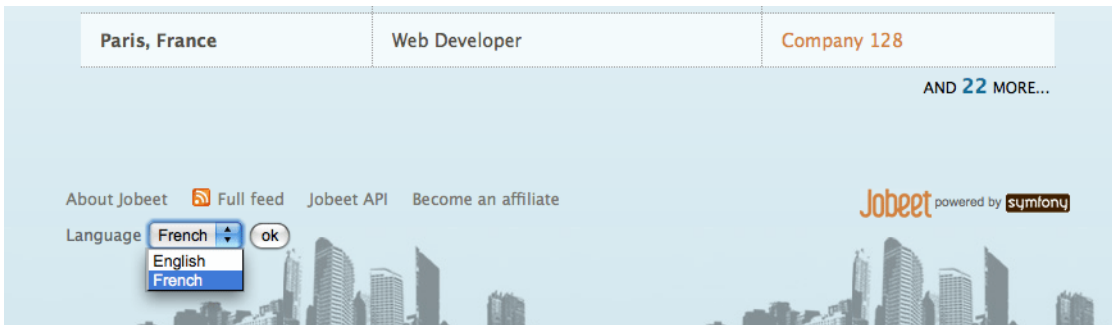 Paris, France Web Developer Company 128
AND 22 MORE...
About Jobeet Full feed Jobeet API Become an affiliate
Jobeet powered by symfony
Language French ok
English
French